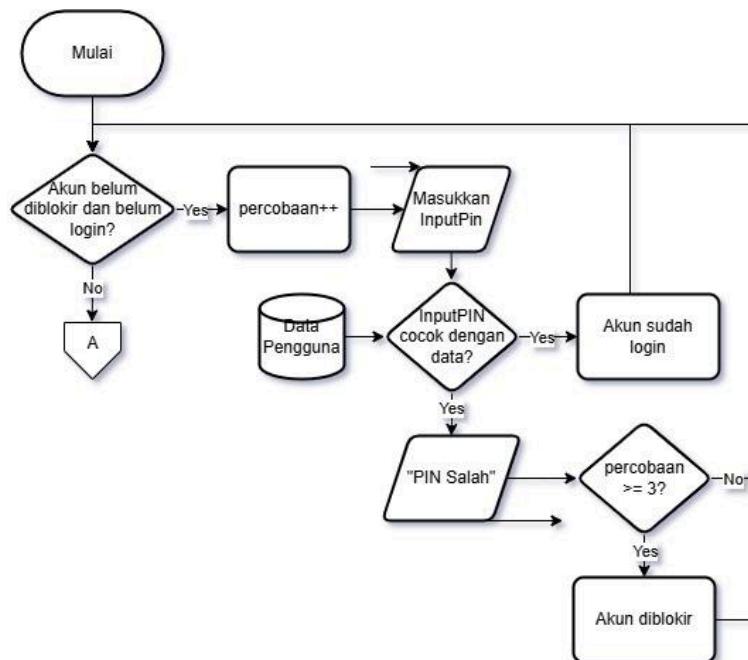 Mulai
Akun belum
diblokir dan belum
login?
Yes
percobaan++
Masukkan
InputPin
No
A
Data
Pengguna
InputPIN
cocok dengan
data?
Yes
Akun sudah
login
Yes
"PIN Salah"
percobaan
>= 3?
No
Yes
Akun diblokir